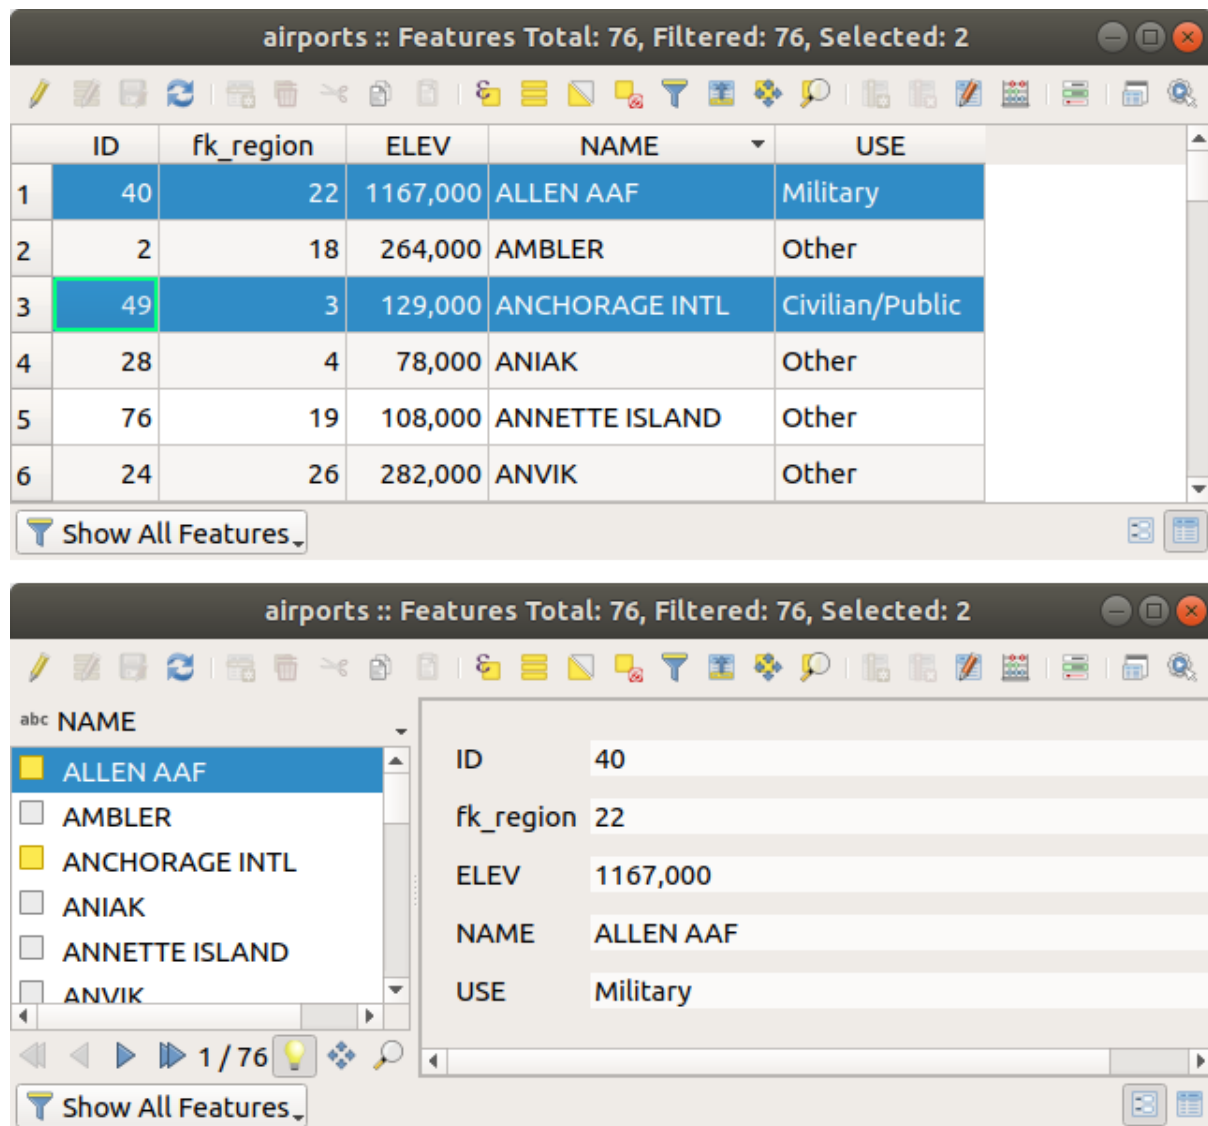 airports :: Features Total: 76, Filtered: 76, Selected: 2
ID fk_region ELEV NAME USE
1 40 22 1167,000 ALLEN AAF Military
2 2 18 264,000 AMBLER Other
3 49 3 129,000 ANCHORAGE INTL Civilian/Public
4 28 4 78,000 ANIAK Other
5 76 19 108,000 ANNETTE ISLAND Other
6 24 26 282,000 ANVIK Other
Show All Features
airports :: Features Total: 76, Filtered: 76, Selected: 2
abc NAME
ALLEN AAF
AMBLER
ANCHORAGE INTL
ANIAK
ANNETTE ISLAND
ANVIK
1 / 76
ID 40
fk_region 22
ELEV 1167,000
NAME ALLEN AAF
USE Military
Show All Features